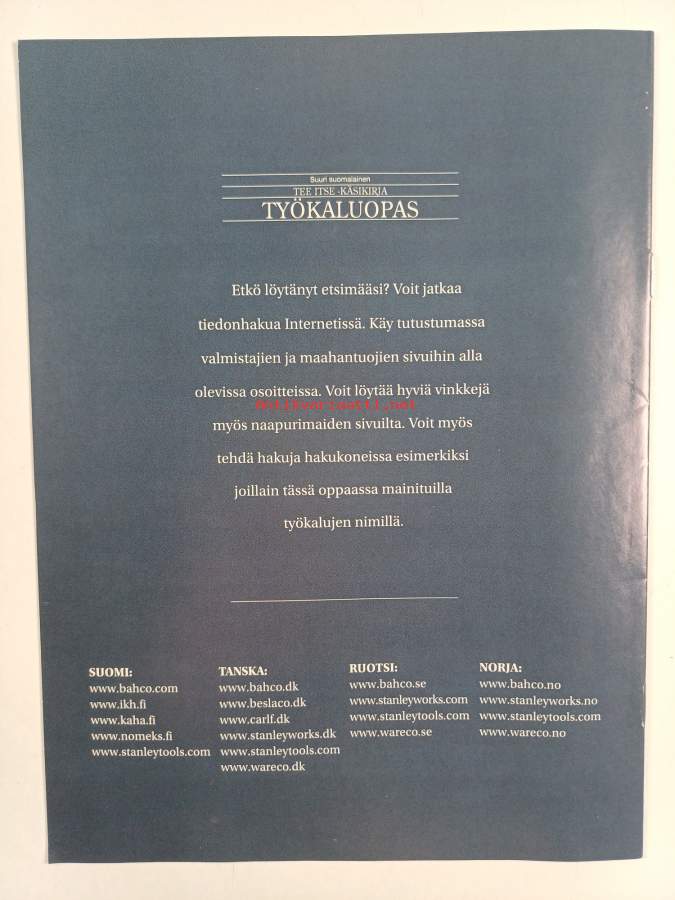 Suuri suomalainen
TEE ITSE -KÄSIKIRJA
TYÖKALUOPAS
Etkö löytänyt etsimääsi? Voit jatkaa
tiedonhakua Internetissä. Käy tutustumassa
valmistajien ja maahantuojien sivuihin alla
olevissa osoitteissa. Voit löytää hyviä vinkkejä
Antikvariaatti.net
myös naapurimaiden sivuilta. Voit myös
tehdä hakuja hakukoneissa esimerkiksi
joillain tässä oppaassa mainituilla
työkalujen nimillä.
SUOMI:
www.bahco.com
www.ikh.fi
www.kaha.fi
www.nomeks.fi
www.stanleytools.com
TANSKA:
www.bahco.dk
www.beslaco.dk
www.carlf.dk
www.stanleyworks.dk
www.stanleytools.com
www.wareco.dk
RUOTSI:
www.bahco.se
www.stanleyworks.com
www.stanleytools.com
www.wareco.se
NORJA:
www.bahco.no
www.stanleyworks.no
www.stanleytools.com
www.wareco.no